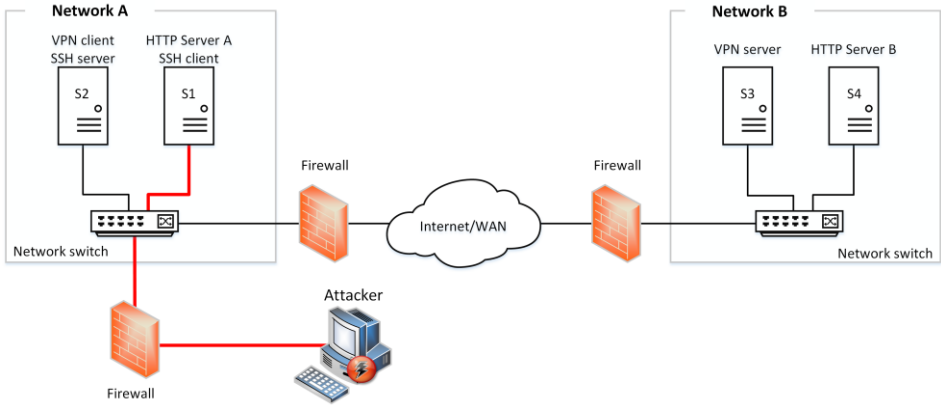 Network A
VPN client
SSH server
HTTP Server A
SSH client
S2
S1
Network switch
Firewall
Internet/WAN
Firewall
Network B
VPN server
HTTP Server B
S3
S4
Network switch
Attacker
Firewall